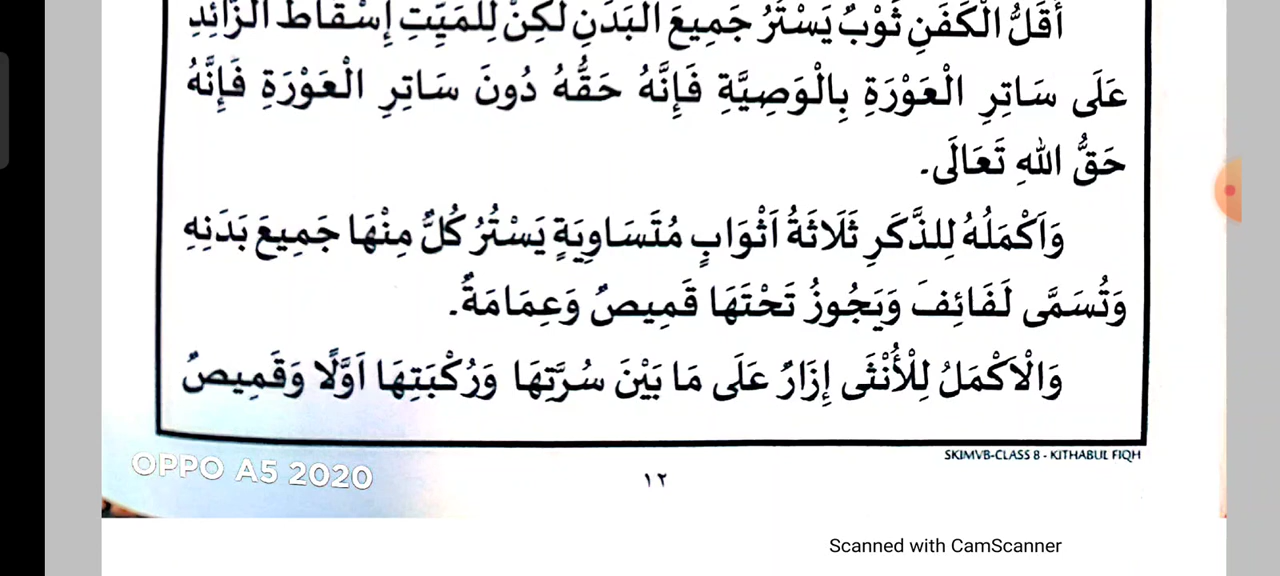 أَقَلُّ الْكَفَنِ ثَوْبٌ يَسْتُرُ جَمِيعَ الْبَدَنِ لَكِنْ لِلْمَيِّتِ إِسْقَاطُ الزَّائِدِ
عَلَى سَاتِرِ الْعَوْرَةِ بِالْوَصِيَّةِ فَإِنَّهُ حَقُّهُ دُونَ سَاتِرِ الْعَوْرَةِ فَإِنَّهُ
حَقُّ اللهِ تَعَالَى.
وَاَكْمَلُهُ لِلذَّكَرِ ثَلَاثَةُ اَثْوَابٍ مُتَسَاوِيَةٍ يَسْتُرُ كُلٌّ مِنْهَا جَمِيعَ بَدَنِهِ
وَتُسَمَّى لَفَائِفَ وَيَجُوزُ تَحْتَهَا قَمِيصٌ وَعِمَامَةٌ.
وَالْاَكْمَلُ لِلْأُنْثَى إِزَارٌ عَلَى مَا بَيْنَ سُرَّتِهَا وَرُكْبَتِهَا اَوَّلًا وَقَمِيصٌ
SKIMVB-CLASS 8 - KITHABUL FIQH
OPPO A5 2020
١٢
Scanned with CamScanner